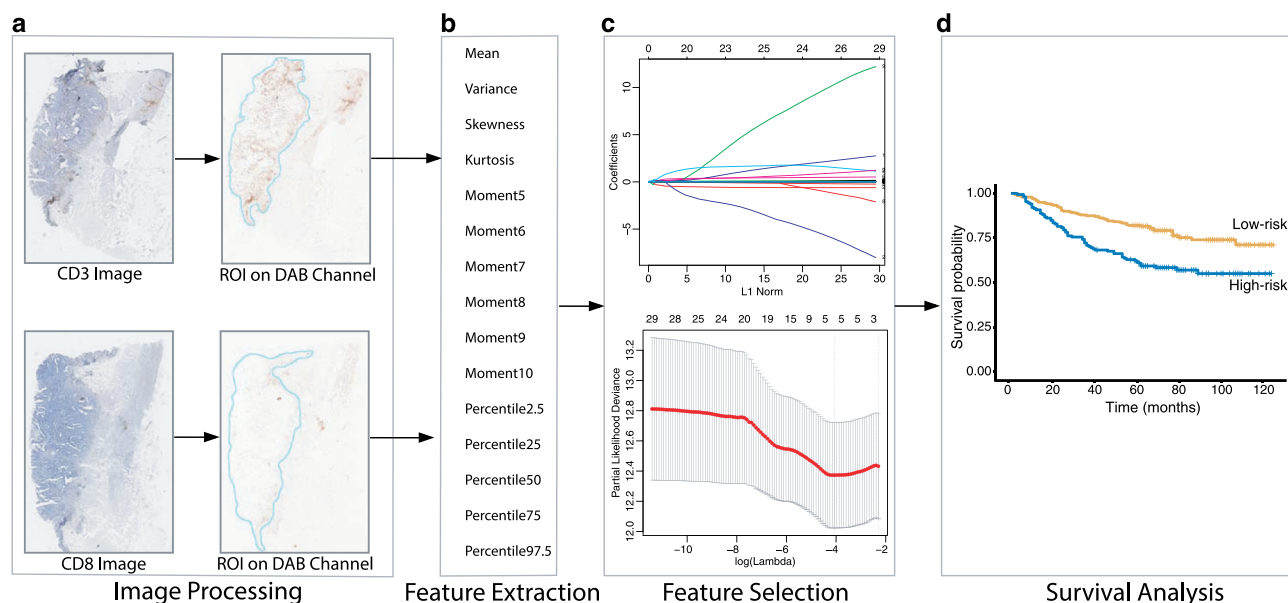 a
CD3 Image
ROI on DAB Channel
CD8 Image
ROI on DAB Channel
Image Processing
b
Mean
Variance
Skewness
Kurtosis
Moment5
Moment6
Moment7
Moment8
Moment9
Moment10
Percentile2.5
Percentile25
Percentile50
Percentile75
Percentile97.5
Feature Extraction
c
0 20 23 25 24 26 29
Coefficients
10
5
0
−5
0 5 10 15 20 25 30
L1 Norm
29 28 25 24 20 19 15 9 5 5 5 3
Partial Likelihood Deviance
13.2
13.0
12.8
12.6
12.4
12.2
12.0
−10 −8 −6 −4 −2
log(Lambda)
Feature Selection
d
Survival probability
1.00
0.75
0.50
0.25
0.00
Low-risk
High-risk
0 20 40 60 80 100 120
Time (months)
Survival Analysis